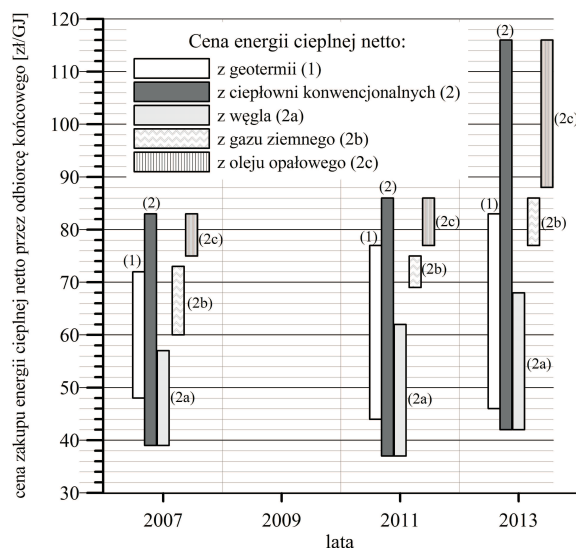 cena zakupu energii cieplnej netto przez odbiorcę końcowego [zł/GJ]
120
110
100
90
80
70
60
50
40
30
Cena energii cieplnej netto:
z geotermii (1)
z ciepłowni konwencjonalnych (2)
z węgla (2a)
z gazu ziemnego (2b)
z oleju opałowego (2c)
(1)
(2)
(2c)
(2b)
(2a)
(1)
(2)
(2c)
(2b)
(2a)
(1)
(2)
(2c)
(2b)
(2a)
2007
2009
2011
2013
lata